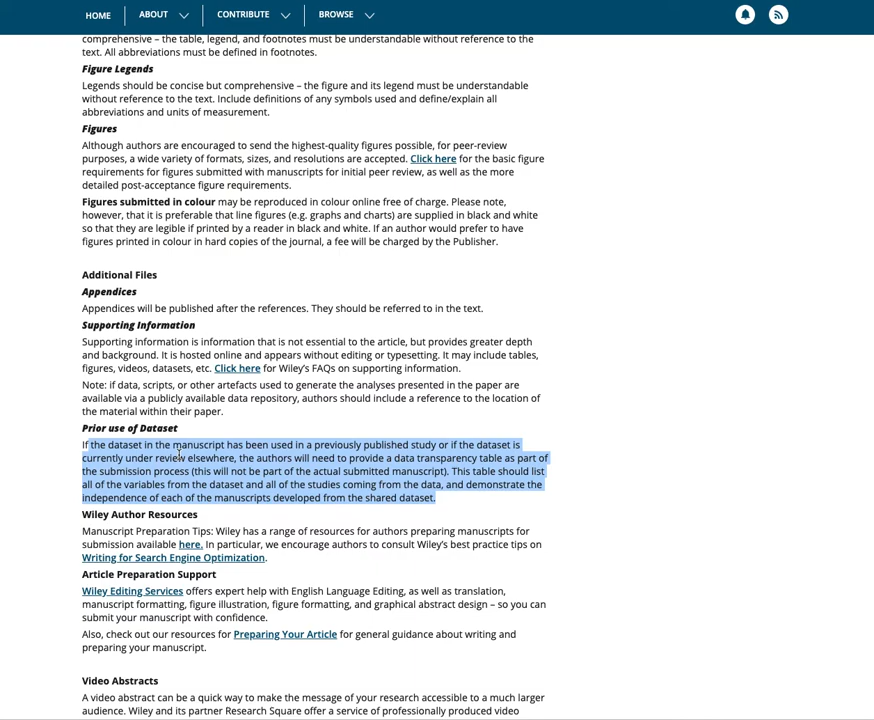 HOME
ABOUT
CONTRIBUTE
BROWSE
comprehensive – the table, legend, and footnotes must be understandable without reference to the
text. All abbreviations must be defined in footnotes.
Figure Legends
Legends should be concise but comprehensive – the figure and its legend must be understandable
without reference to the text. Include definitions of any symbols used and define/explain all
abbreviations and units of measurement.
Figures
Although authors are encouraged to send the highest-quality figures possible, for peer-review
purposes, a wide variety of formats, sizes, and resolutions are accepted. Click here for the basic figure
requirements for figures submitted with manuscripts for initial peer review, as well as the more
detailed post-acceptance figure requirements.
Figures submitted in colour may be reproduced in colour online free of charge. Please note,
however, that it is preferable that line figures (e.g. graphs and charts) are supplied in black and white
so that they are legible if printed by a reader in black and white. If an author would prefer to have
figures printed in colour in hard copies of the journal, a fee will be charged by the Publisher.
Additional Files
Appendices
Appendices will be published after the references. They should be referred to in the text.
Supporting Information
Supporting information is information that is not essential to the article, but provides greater depth
and background. It is hosted online and appears without editing or typesetting. It may include tables,
figures, videos, datasets, etc. Click here for Wiley's FAQs on supporting information.
Note: if data, scripts, or other artefacts used to generate the analyses presented in the paper are
available via a publicly available data repository, authors should include a reference to the location of
the material within their paper.
Prior use of Dataset
If the dataset in the manuscript has been used in a previously published study or if the dataset is
currently under review elsewhere, the authors will need to provide a data transparency table as part of
the submission process (this will not be part of the actual submitted manuscript). This table should list
all of the variables from the dataset and all of the studies coming from the data, and demonstrate the
independence of each of the manuscripts developed from the shared dataset.
Wiley Author Resources
Manuscript Preparation Tips: Wiley has a range of resources for authors preparing manuscripts for
submission available here. In particular, we encourage authors to consult Wiley's best practice tips on
Writing for Search Engine Optimization.
Article Preparation Support
Wiley Editing Services offers expert help with English Language Editing, as well as translation,
manuscript formatting, figure illustration, figure formatting, and graphical abstract design – so you can
submit your manuscript with confidence.
Also, check out our resources for Preparing Your Article for general guidance about writing and
preparing your manuscript.
Video Abstracts
A video abstract can be a quick way to make the message of your research accessible to a much larger
audience. Wiley and its partner Research Square offer a service of professionally produced video